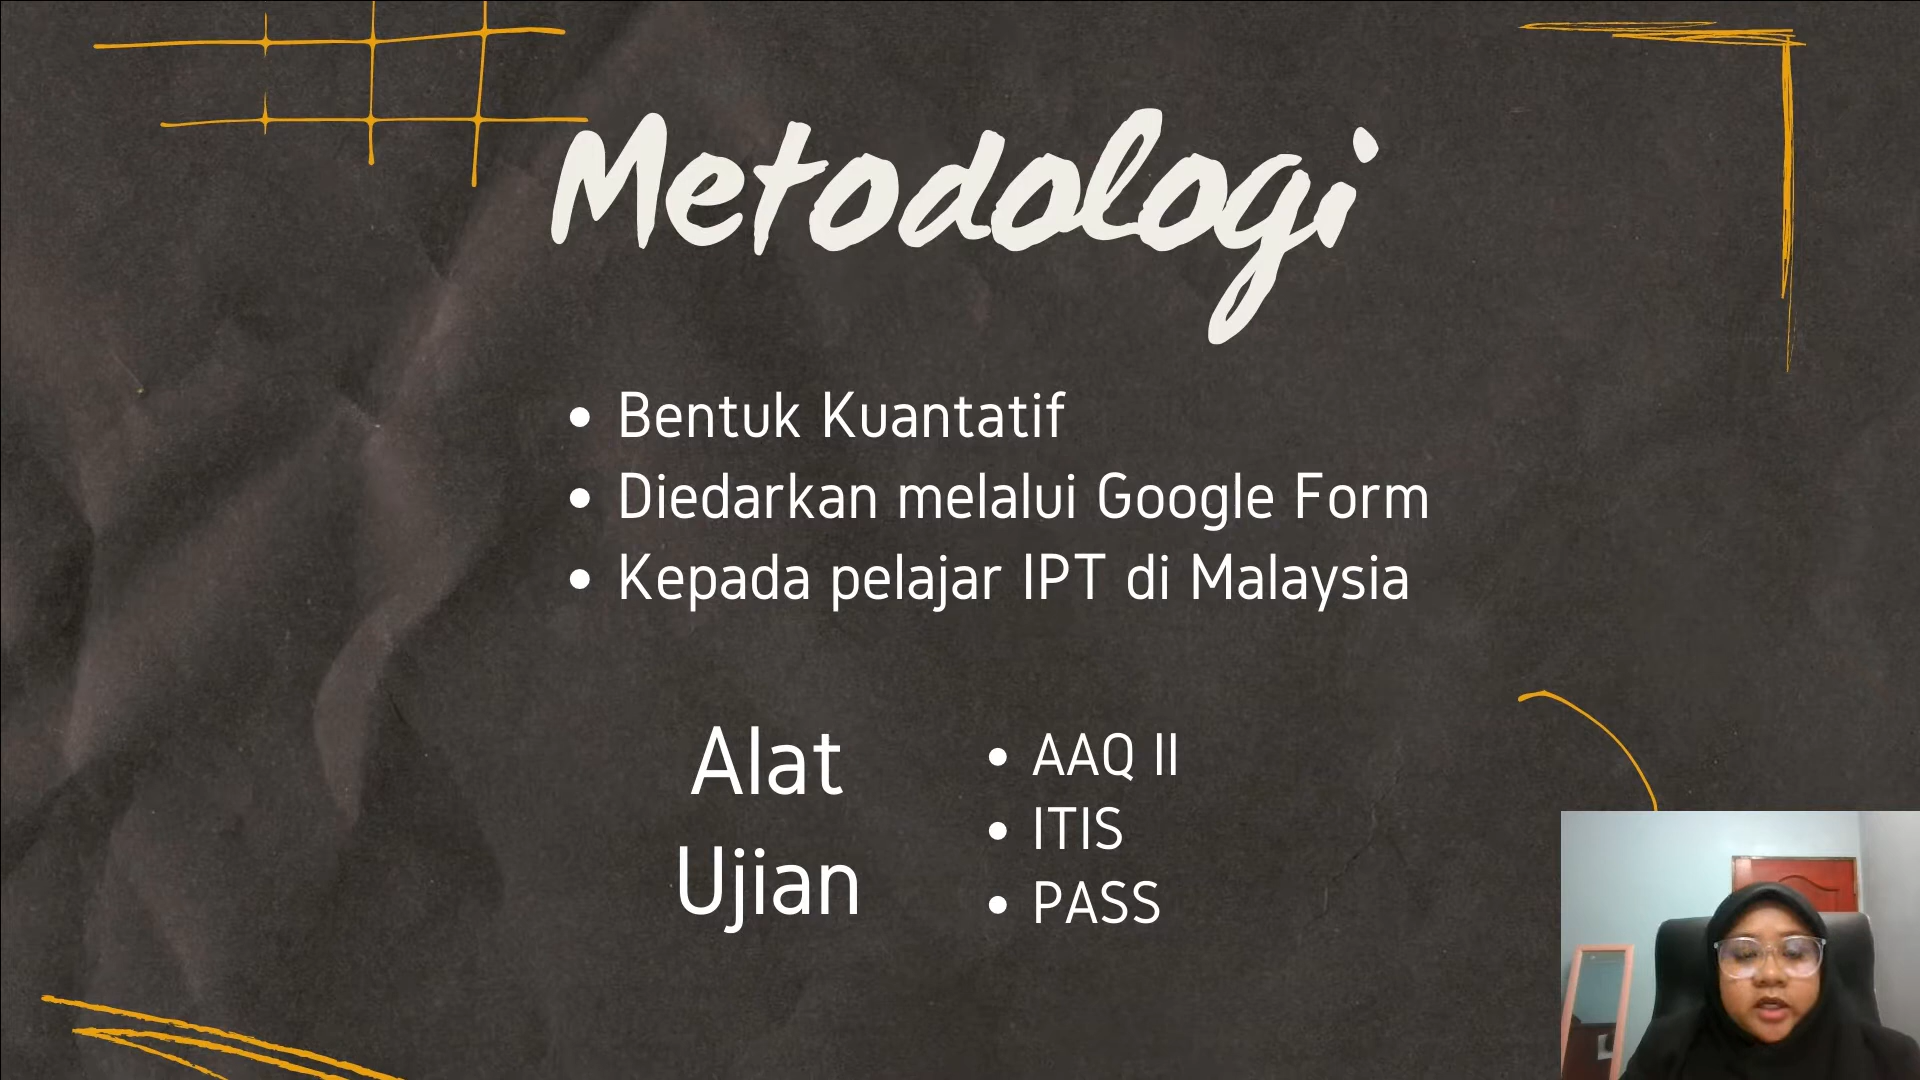 Metodologi
• Bentuk Kuantatif
• Diedarkan melalui Google Form
• Kepada pelajar IPT di Malaysia
Alat
Ujian
• AAQ II
• ITIS
• PASS